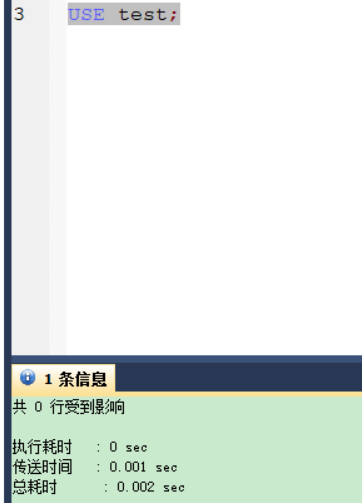 3 USE test;
1 条信息
共 0 行受到影响
执行耗时 : 0 sec
传送时间 : 0.001 sec
总耗时 : 0.002 sec